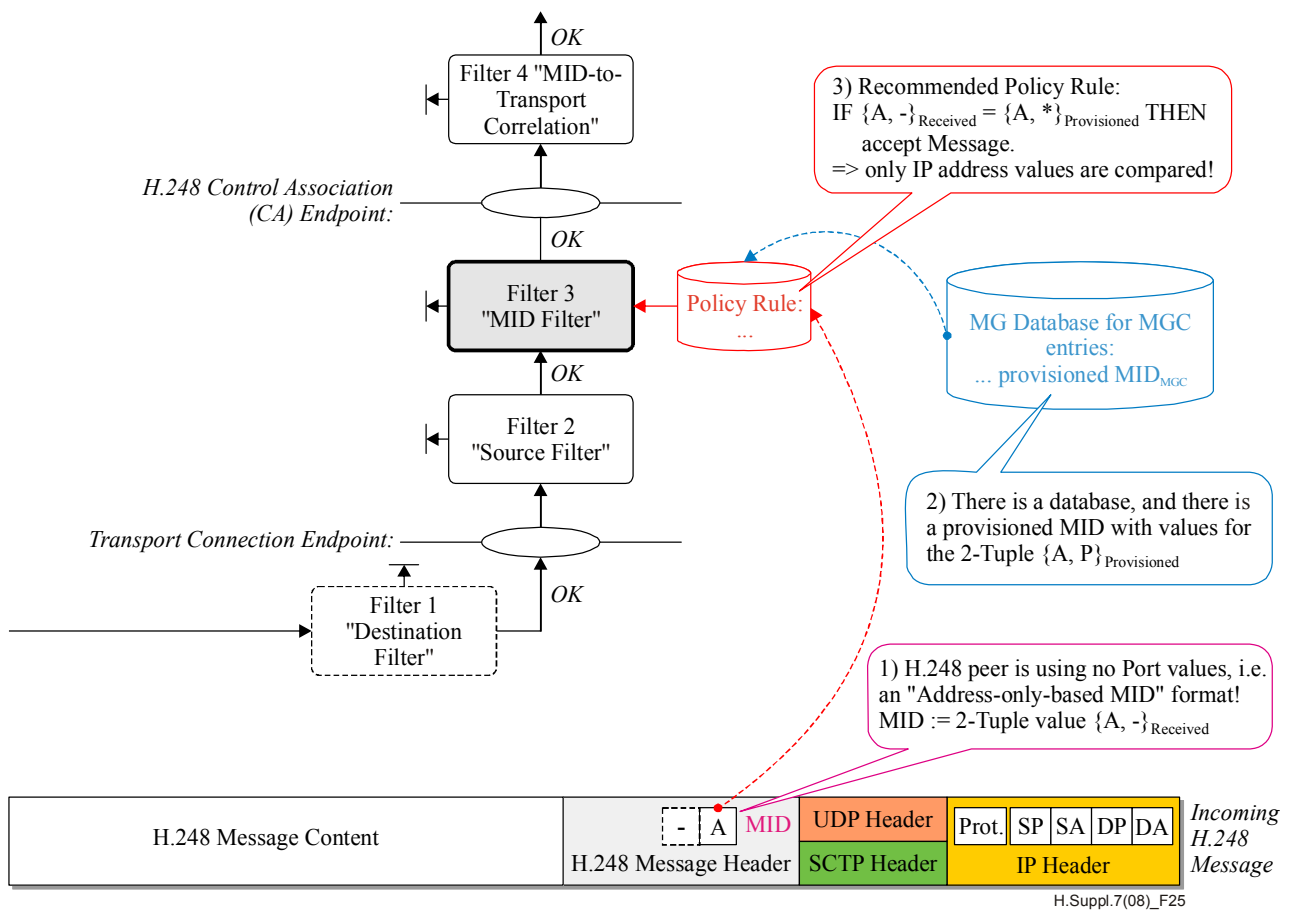 OK
Filter 4 "MID-to-
Transport
Correlation"
3) Recommended Policy Rule:
IF {A, -}Received = {A, *}Provisioned THEN
accept Message.
=> only IP address values are compared!
H.248 Control Association
(CA) Endpoint:
OK
Filter 3
"MID Filter"
Policy Rule:
...
MG Database for MGC
entries:
... provisioned MIDMGC
OK
Filter 2
"Source Filter"
2) There is a database, and there is
a provisioned MID with values for
the 2-Tuple {A, P}Provisioned
Transport Connection Endpoint:
OK
Filter 1
"Destination
Filter"
1) H.248 peer is using no Port values, i.e.
an "Address-only-based MID" format!
MID := 2-Tuple value {A, -}Received
H.248 Message Content
- A MID
H.248 Message Header
UDP Header
SCTP Header
Prot. SP SA DP DA
IP Header
Incoming
H.248
Message
H.Suppl.7(08)_F25